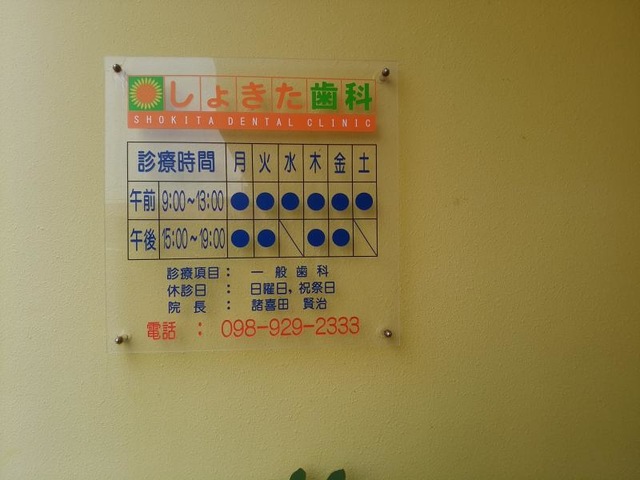 しょきた歯科
SHOKITA DENTAL CLINIC
診療時間 月 火 水 木 金 土
午前 9:00~13:00 ● ● ● ● ● ●
午後 15:00~19:00 ● ● ╲ ● ● ╲
診療項目: 一般歯科
休診日: 日曜日, 祝祭日
院長: 諸喜田 賢治
電話: 098-929-2333